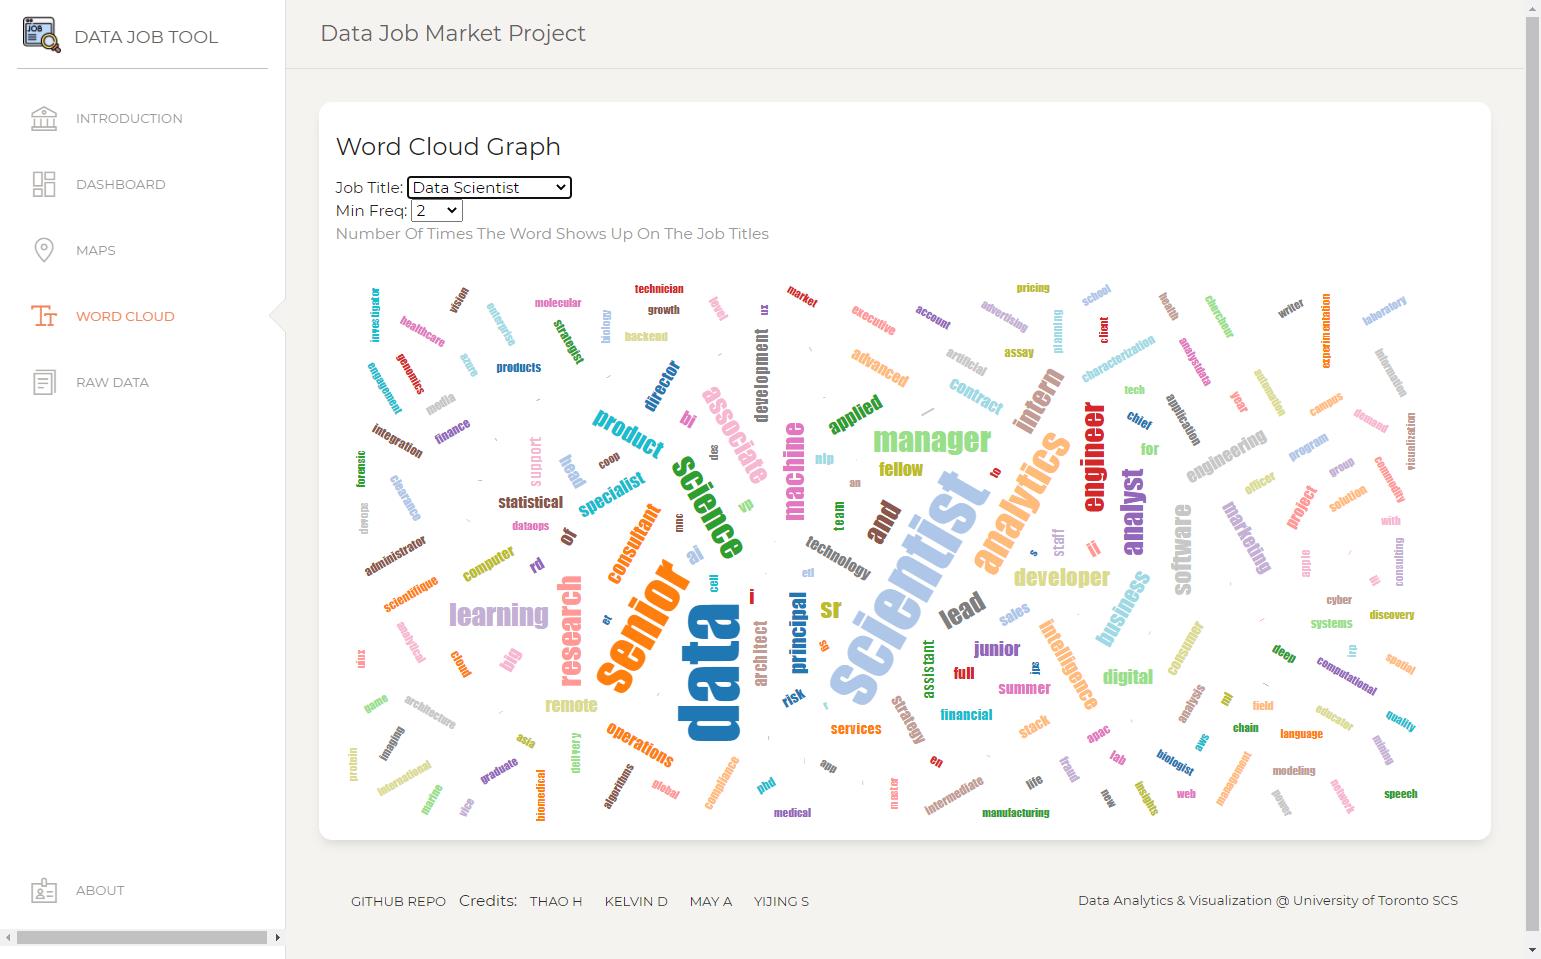 DATA JOB TOOL
Data Job Market Project
INTRODUCTION
DASHBOARD
MAPS
WORD CLOUD
RAW DATA
ABOUT
Word Cloud Graph
Job Title: Data Scientist
Min Freq: 2
Number Of Times The Word Shows Up On The Job Titles
investigator
vision
molecular
technician
growth
level
ux
market
executive
account
advertising
pricing
planning
school
client
health
chercheur
writer
experimentation
laboratory
healthcare
enterprise
strategist
biology
backend
development
advanced
artificial
assay
characterization
analystdata
information
engagement
genomics
azure
products
director
contract
intern
tech
year
automation
campus
demand
media
integration
finance
product
bi
associate
applied
manager
engineer
chief
application
for
engineering
program
visualization
forensic
support
coop
des
machine
nlp
fellow
to
analytics
group
commodity
clearance
head
specialist
science
vp
an
officer
solution
project
devops
statistical
dataops
of
mnc
team
and
scientist
analyst
software
marketing
with
administrator
computer
rd
consultant
ai
technology
s
staff
ii
apple
consulting
scientifique
learning
research
senior
cell
etl
developer
business
iii
cyber
discovery
analytical
et
i
principal
sr
lead
sales
systems
big
cloud
data
architect
sg
assistant
junior
intelligence
consumer
deep
isp
computational
spatial
full
jps
digital
summer
game
architecture
remote
risk
financial
analysis
ml
field
educator
quality
imaging
asia
delivery
operations
services
strategy
stack
apac
chain
language
mining
protein
international
graduate
algorithms
global
compliance
phd
app
en
fraud
lab
biologist
aws
management
modeling
marine
vice
biomedical
medical
master
intermediate
life
manufacturing
new
insights
web
power
network
speech
GITHUB REPO Credits: THAO H KELVIN D MAY A YIJING S
Data Analytics & Visualization @ University of Toronto SCS